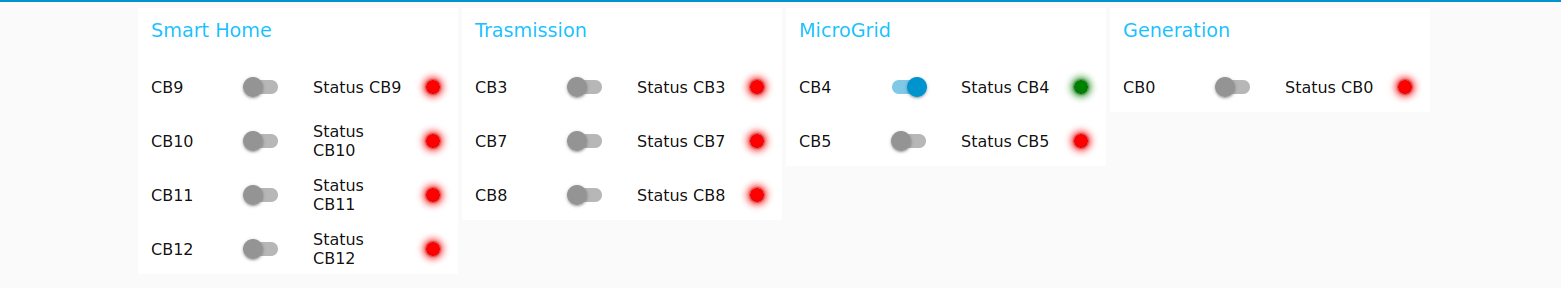 Smart Home
CB9
Status CB9
CB10
Status
CB10
CB11
Status
CB11
CB12
Status
CB12
Trasmission
CB3
Status CB3
CB7
Status CB7
CB8
Status CB8
MicroGrid
CB4
Status CB4
CB5
Status CB5
Generation
CB0
Status CB0